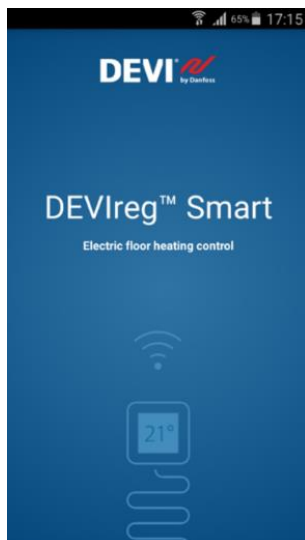 65% 17:15
DEVI
by Danfoss
DEVIreg™ Smart
Electric floor heating control
21°